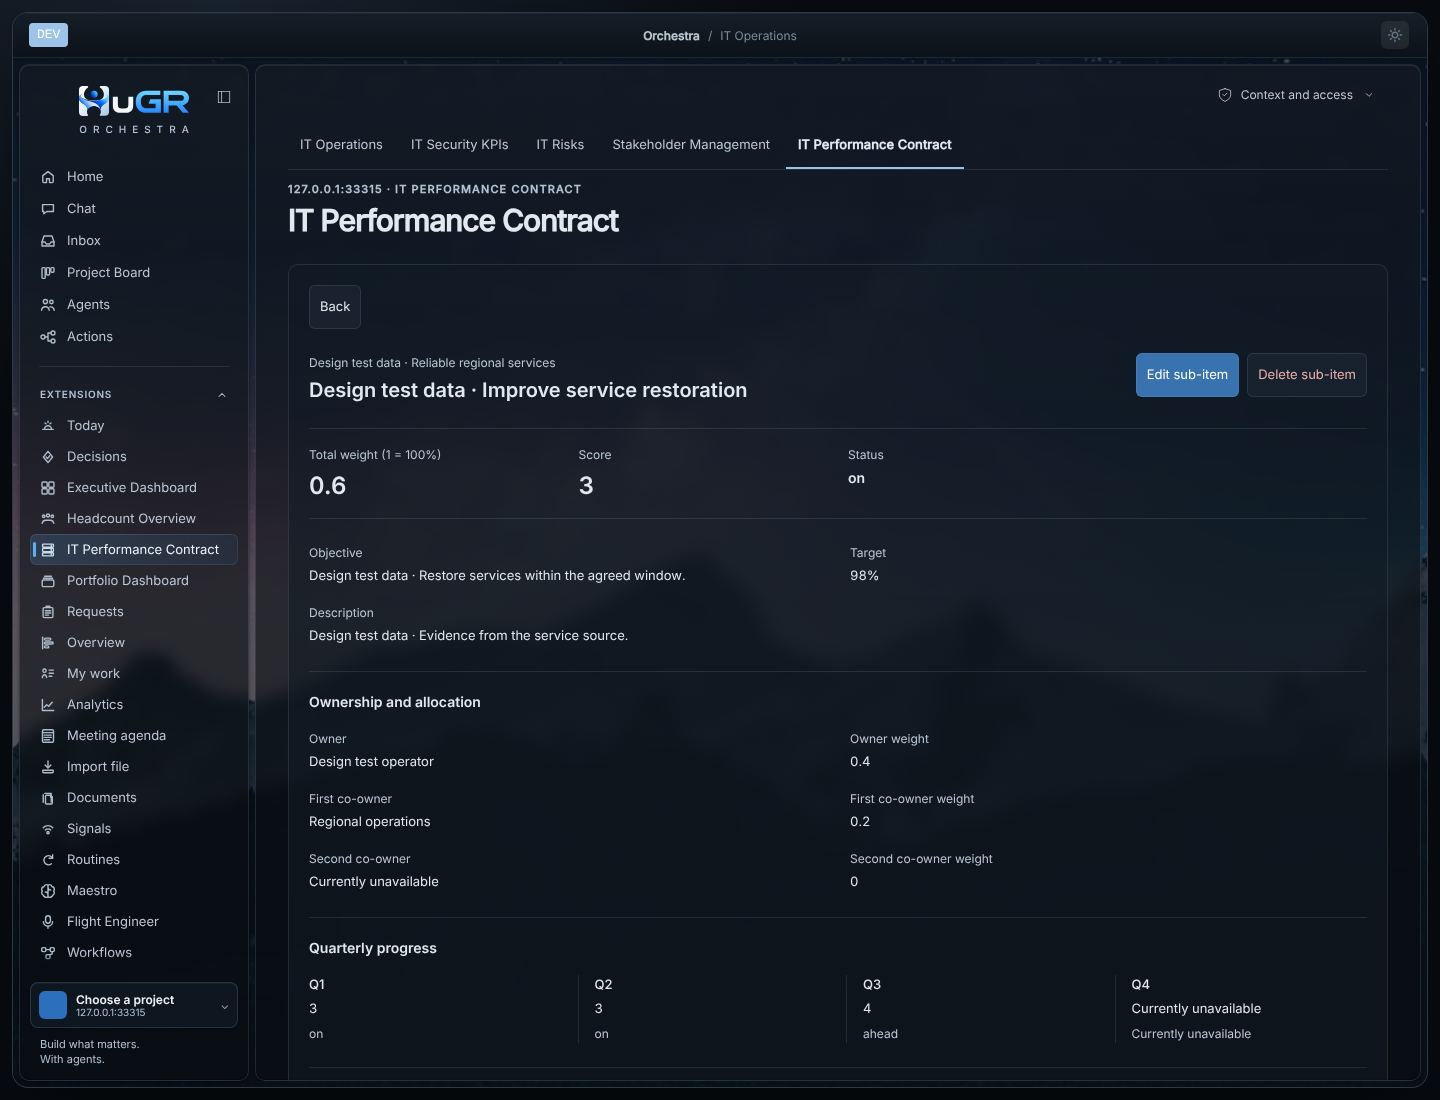 DEV
Orchestra / IT Operations
HuGR
ORCHESTRA
Home
Chat
Inbox
Project Board
Agents
Actions
EXTENSIONS
Today
Decisions
Executive Dashboard
Headcount Overview
IT Performance Contract
Portfolio Dashboard
Requests
Overview
My work
Analytics
Meeting agenda
Import file
Documents
Signals
Routines
Maestro
Flight Engineer
Workflows
Choose a project
127.0.0.1:33315
Build what matters.
With agents.
Context and access
IT Operations IT Security KPIs IT Risks Stakeholder Management IT Performance Contract
127.0.0.1:33315 · IT PERFORMANCE CONTRACT
IT Performance Contract
Back
Design test data · Reliable regional services
Design test data · Improve service restoration
Edit sub-item Delete sub-item
Total weight (1 = 100%) Score Status
0.6 3 on
Objective Target
Design test data · Restore services within the agreed window. 98%
Description
Design test data · Evidence from the service source.
Ownership and allocation
Owner Owner weight
Design test operator 0.4
First co-owner First co-owner weight
Regional operations 0.2
Second co-owner Second co-owner weight
Currently unavailable 0
Quarterly progress
Q1 Q2 Q3 Q4
3 3 4 Currently unavailable
on on ahead Currently unavailable